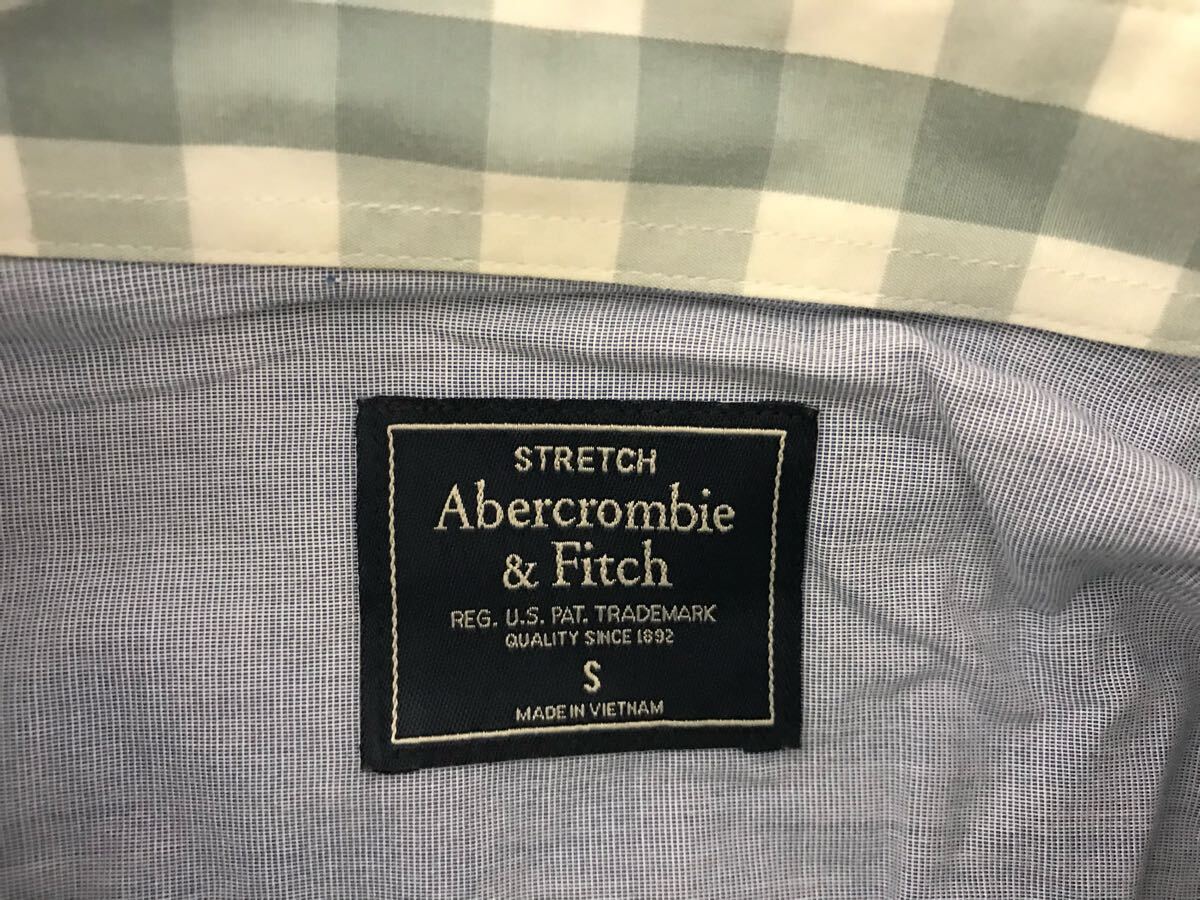 STRETCH
Abercrombie
& Fitch
REG. U.S. PAT. TRADEMARK
QUALITY SINCE 1892
S
MADE IN VIETNAM